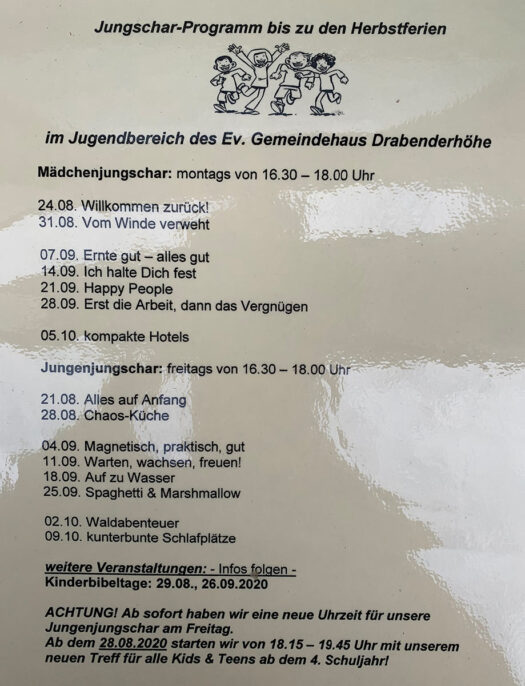 Jungschar-Programm bis zu den Herbstferien
im Jugendbereich des Ev. Gemeindehaus Drabenderhöhe
Mädchenjungschar: montags von 16.30 – 18.00 Uhr
24.08. Willkommen zurück!
31.08. Vom Winde verweht
07.09. Ernte gut – alles gut
14.09. Ich halte Dich fest
21.09. Happy People
28.09. Erst die Arbeit, dann das Vergnügen
05.10. kompakte Hotels
Jungenjungschar: freitags von 16.30 – 18.00 Uhr
21.08. Alles auf Anfang
28.08. Chaos-Küche
04.09. Magnetisch, praktisch, gut
11.09. Warten, wachsen, freuen!
18.09. Auf zu Wasser
25.09. Spaghetti & Marshmallow
02.10. Waldabenteuer
09.10. kunterbunte Schlafplätze
weitere Veranstaltungen: - Infos folgen -
Kinderbibeltage: 29.08., 26.09.2020
ACHTUNG! Ab sofort haben wir eine neue Uhrzeit für unsere
Jungenjungschar am Freitag.
Ab dem 28.08.2020 starten wir von 18.15 – 19.45 Uhr mit unserem
neuen Treff für alle Kids & Teens ab dem 4. Schuljahr!